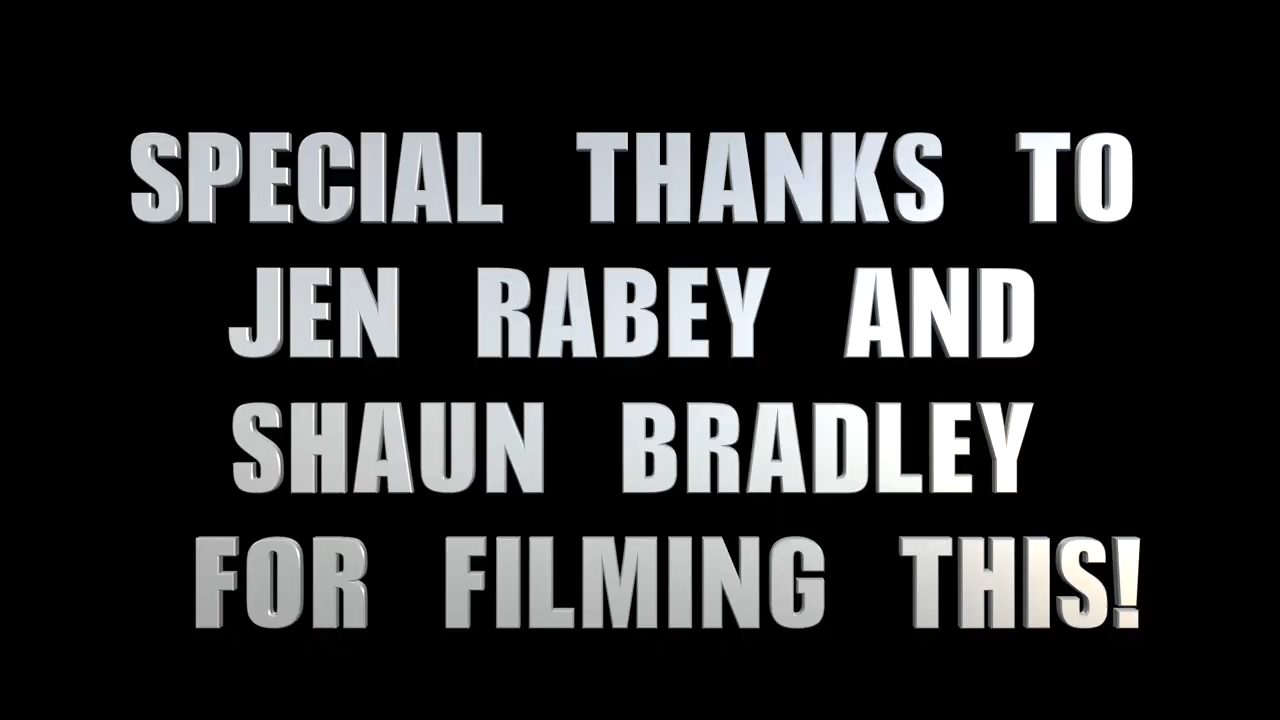 SPECIAL THANKS TO
JEN RABEY AND
SHAUN BRADLEY
FOR FILMING THIS!